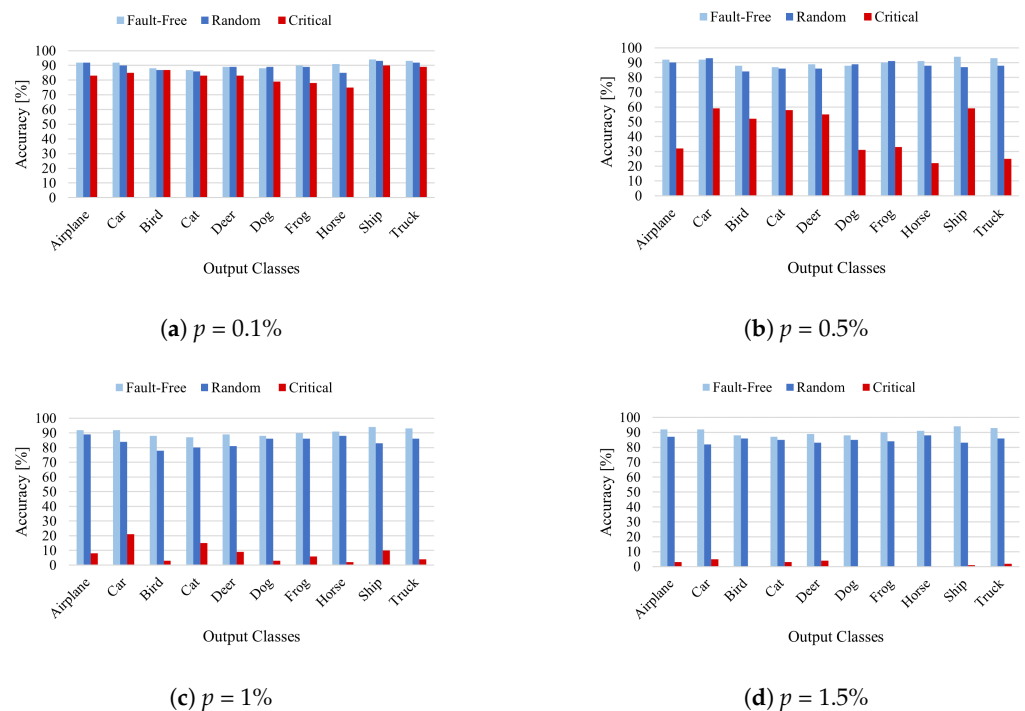 Fault-Free Random Critical
Accuracy [%]
100
90
80
70
60
50
40
30
20
10
0
Airplane Car Bird Cat Deer Dog Frog Horse Ship Truck
Output Classes
(a) p = 0.1%
Fault-Free Random Critical
Accuracy [%]
100
90
80
70
60
50
40
30
20
10
0
Airplane Car Bird Cat Deer Dog Frog Horse Ship Truck
Output Classes
(b) p = 0.5%
Fault-Free Random Critical
Accuracy [%]
100
90
80
70
60
50
40
30
20
10
0
Airplane Car Bird Cat Deer Dog Frog Horse Ship Truck
Output Classes
(c) p = 1%
Fault-Free Random Critical
Accuracy [%]
100
90
80
70
60
50
40
30
20
10
0
Airplane Car Bird Cat Deer Dog Frog Horse Ship Truck
Output Classes
(d) p = 1.5%